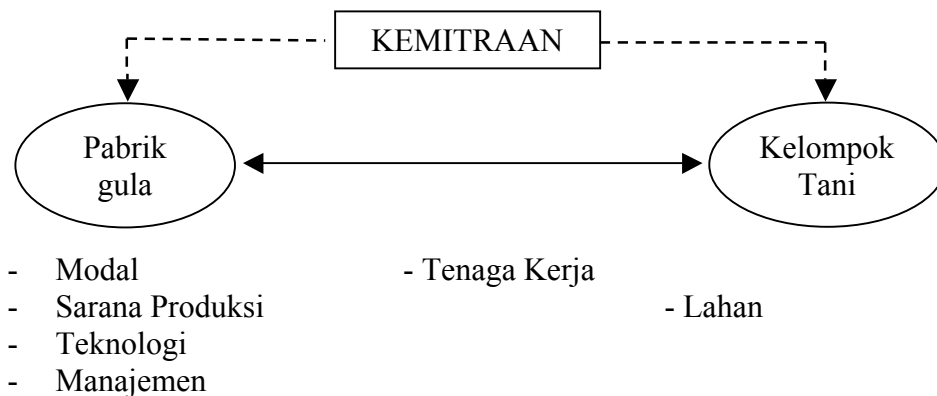 KEMITRAAN
Pabrik
gula
Kelompok
Tani
- Modal - Tenaga Kerja
- Sarana Produksi - Lahan
- Teknologi
- Manajemen